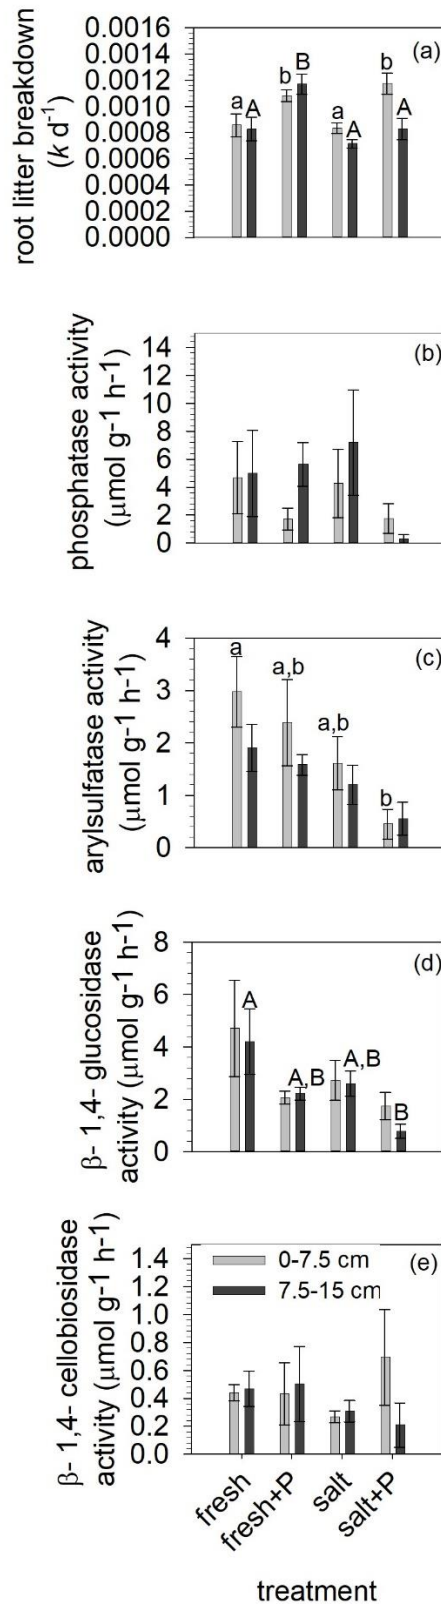 root litter breakdown
(k d-1)
0.0016
0.0014
0.0012
0.0010
0.0008
0.0006
0.0004
0.0002
0.0000
(a)
a A
b B
a A
b A
phosphatase activity
(μmol g-1 h-1)
14
12
10
8
6
4
2
0
(b)
arylsulfatase activity
(μmol g-1 h-1)
4
3
2
1
0
(c)
a
a,b
a,b
b
β- 1,4- glucosidase
activity (μmol g-1 h-1)
8
6
4
2
0
(d)
A
A,B
A,B
B
β- 1,4- cellobiosidase
activity (μmol g-1 h-1)
1.4
1.2
1.0
0.8
0.6
0.4
0.2
0.0
(e)
0-7.5 cm
7.5-15 cm
fresh
fresh+P
salt
salt+P
treatment